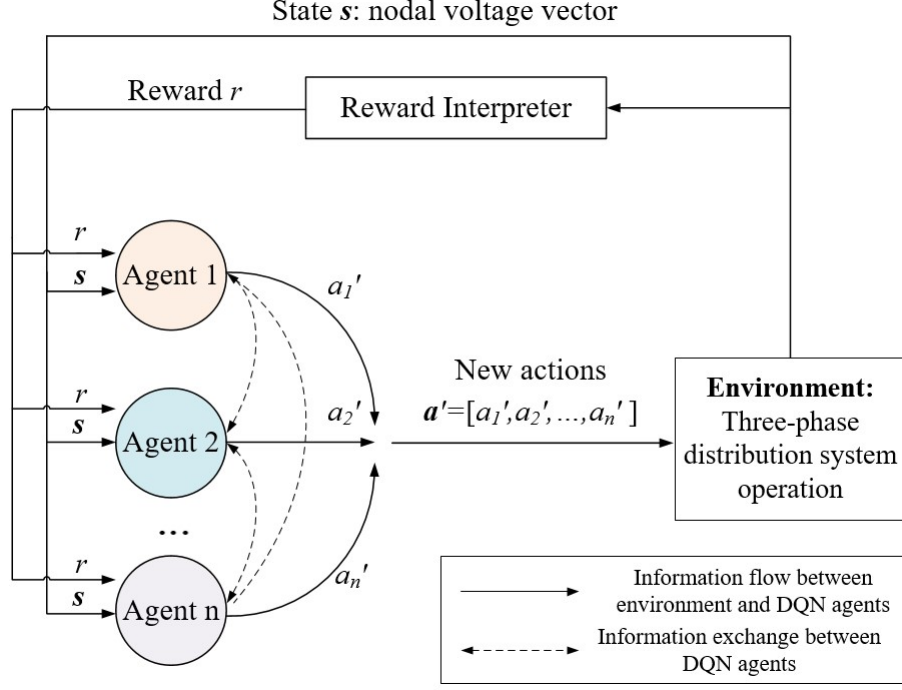 State s: nodal voltage vector
Reward r
Reward Interpreter
r
s
Agent 1
a₁'
r
s
Agent 2
a₂'
New actions
a'=[a₁',a₂',...,aₙ']
Environment:
Three-phase
distribution system
operation
...
r
s
Agent n
aₙ'
Information flow between
environment and DQN agents
Information exchange between
DQN agents